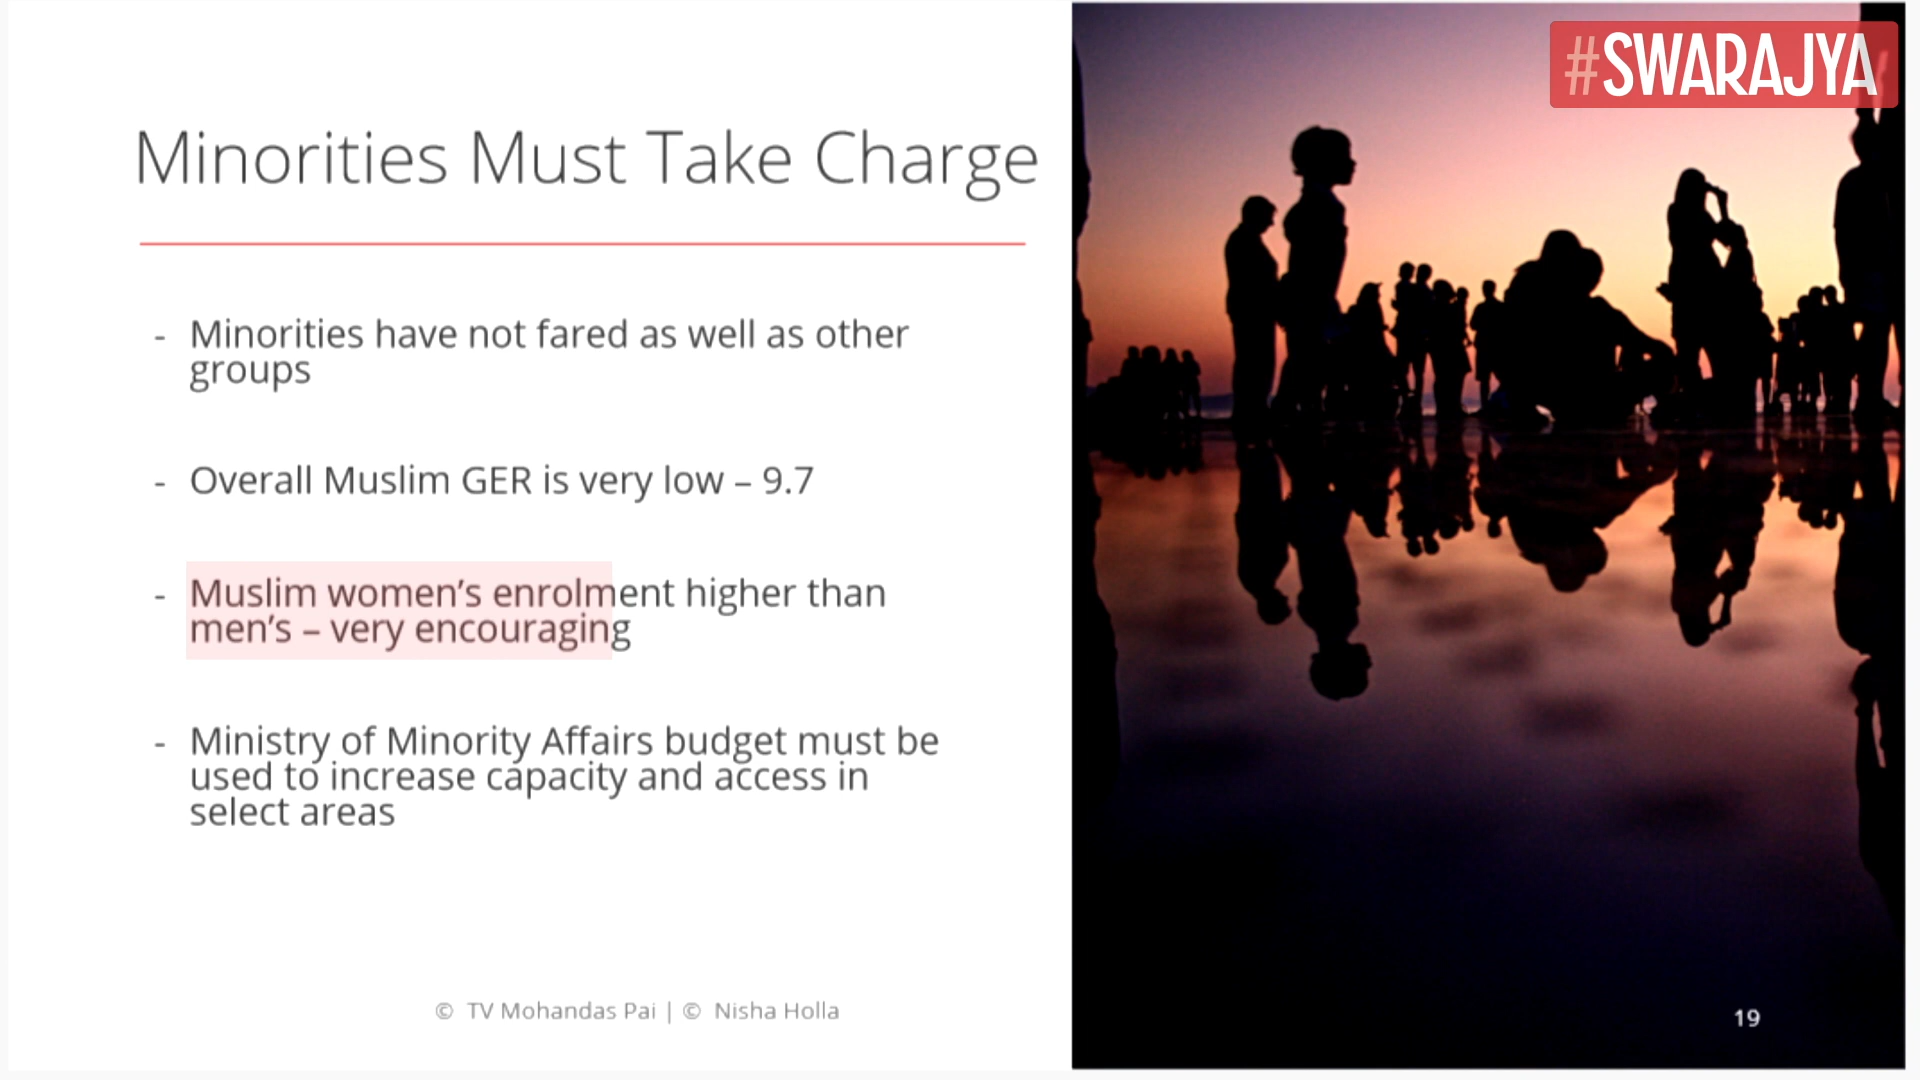 #SWARAJYA
Minorities Must Take Charge
- Minorities have not fared as well as other
groups
- Overall Muslim GER is very low – 9.7
- Muslim women’s enrolment higher than
men’s – very encouraging
- Ministry of Minority Affairs budget must be
used to increase capacity and access in
select areas
© TV Mohandas Pai | © Nisha Holla
19